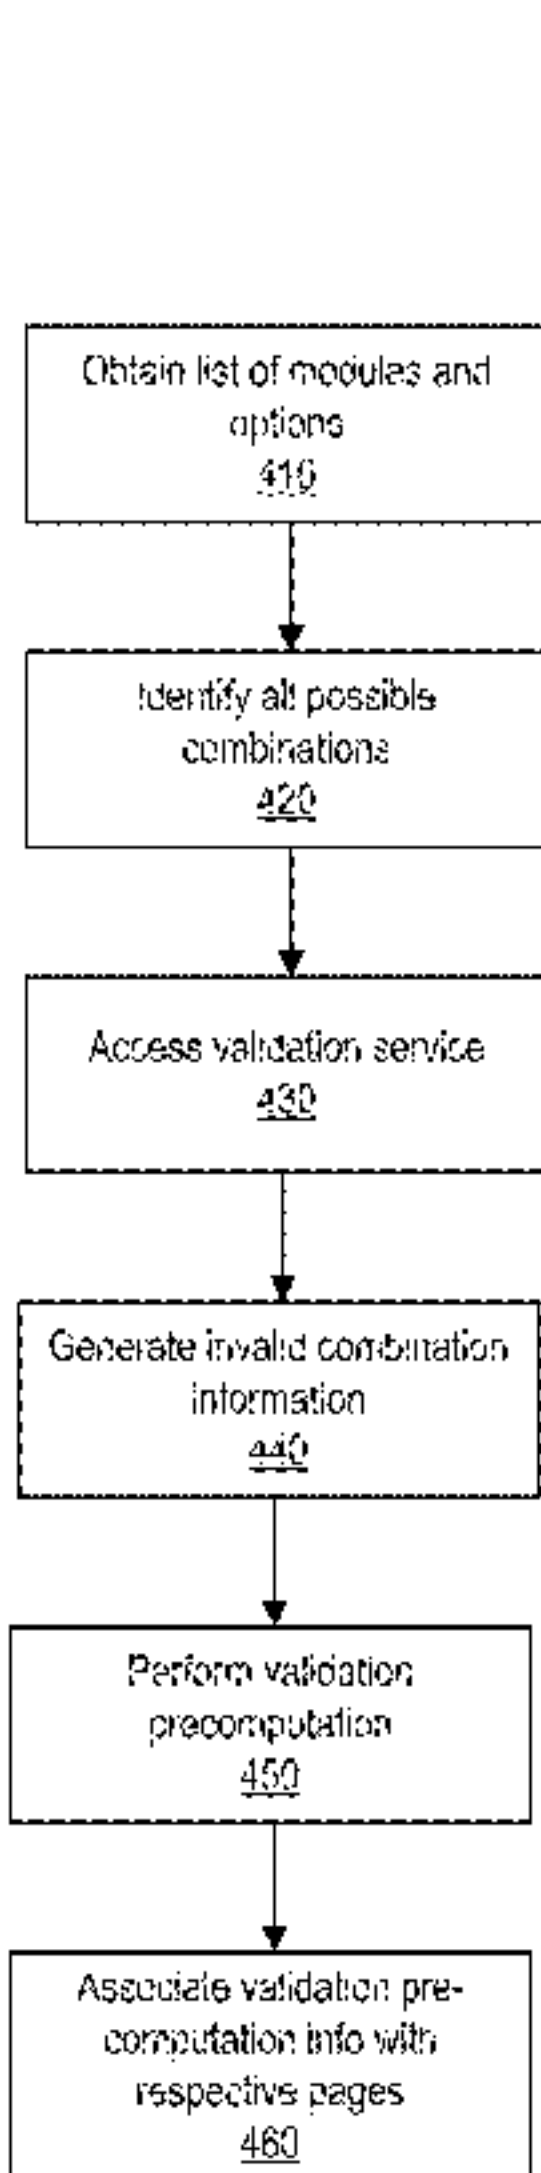 Obtain list of modules and
options
410
Identify all possible
combinations
420
Access validation service
430
Generate invalid combination
information
440
Perform validation
precomputation
450
Associate validation pre-
computation info with
respective pages
460